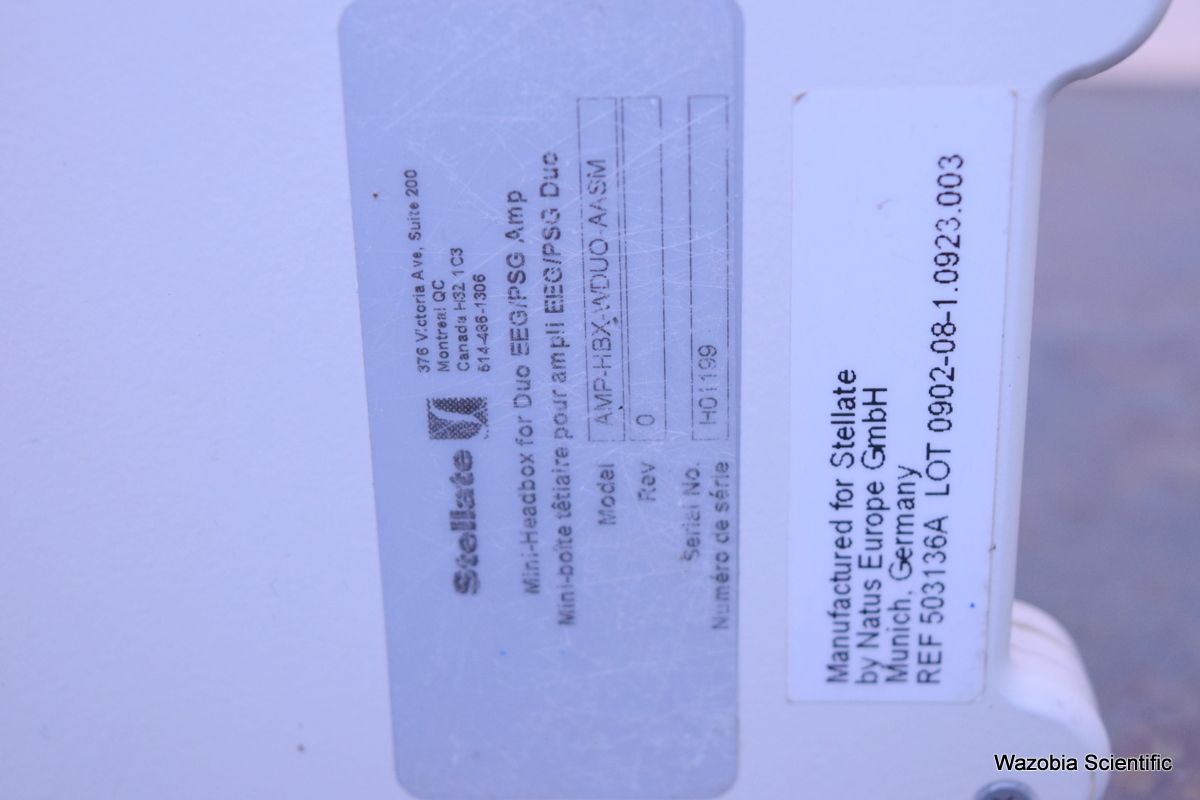 Stellate
376 Victoria Ave, Suite 200
Montreal QC
Canada H3Z 1C3
514-486-1306
Mini-Headbox for Duo EEG/PSG Amp
Mini-boîte têtiaire pour ampli EEG/PSG Duo
Model AMP-HBX-WDUO-AASM
Rev 0
Serial No.
Numéro de série H01199
Manufactured for Stellate
by Natus Europe GmbH
Munich, Germany
REF 503136A LOT 0902-08-1.0923.003
Wazobia Scientific